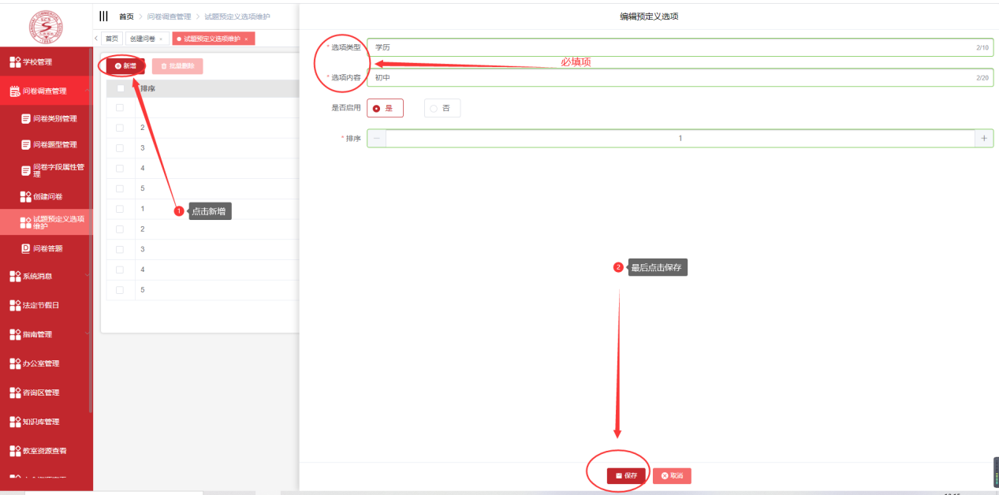 首页 > 问卷调查管理 > 试题预定义选项维护
首页
创建问卷 ×
试题预定义选项维护 ×
学校管理
问卷调查管理
问卷类别管理
问卷题型管理
问卷字段属性管
理
创建问卷
试题预定义选项
维护
问卷答题
系统消息
法定节假日
指南管理
办公室管理
咨询区管理
知识库管理
教室资源查看
新增
批量删除
排序
2
3
4
5
1
2
3
4
5
1 点击新增
编辑预定义选项
* 选项类型 学历 2/10
必填项
* 选项内容 初中 2/20
是否启用 是 否
* 排序 − 1 +
2 最后点击保存
保存 取消